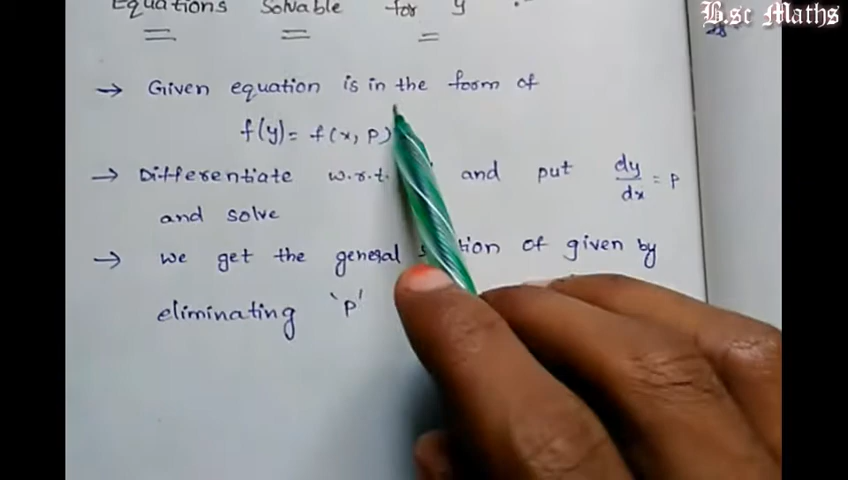 Equations Solvable for y :-
B.sc Maths
→ Given equation is in the form of
f(y) = f(x, p)
→ Differentiate w.r.t. and put dy/dx = p
and solve
→ we get the general of given by
eliminating 'p'